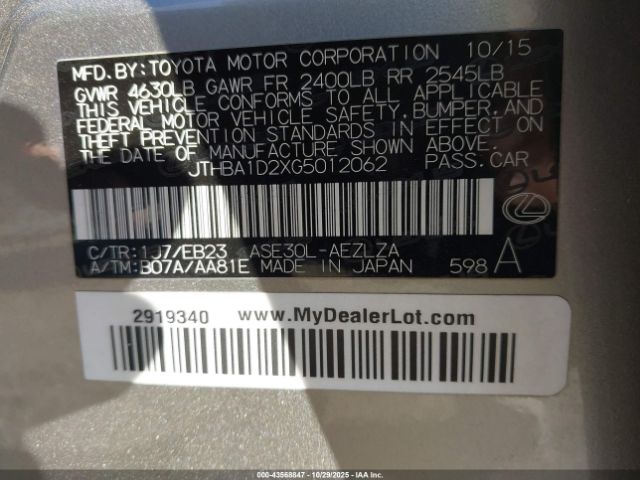 MFD.BY:TOYOTA MOTOR CORPORATION 10/15
GVWR 4630LB GAWR FR 2400LB RR 2545LB
THIS VEHICLE CONFORMS TO ALL APPLICABLE
FEDERAL MOTOR VEHICLE SAFETY, BUMPER, AND
THEFT PREVENTION STANDARDS IN EFFECT ON
THE DATE OF MANUFACTURE SHOWN ABOVE.
JTHBA1D2XG5012062 PASS.CAR
C/TR: 1J7/EB23 ASE30L-AEZLZA
A/TM: B07A/AA81E MADE IN JAPAN 598 A
2919340 www.MyDealerLot.com
000-43568847 - 10/29/2025 - IAA Inc.